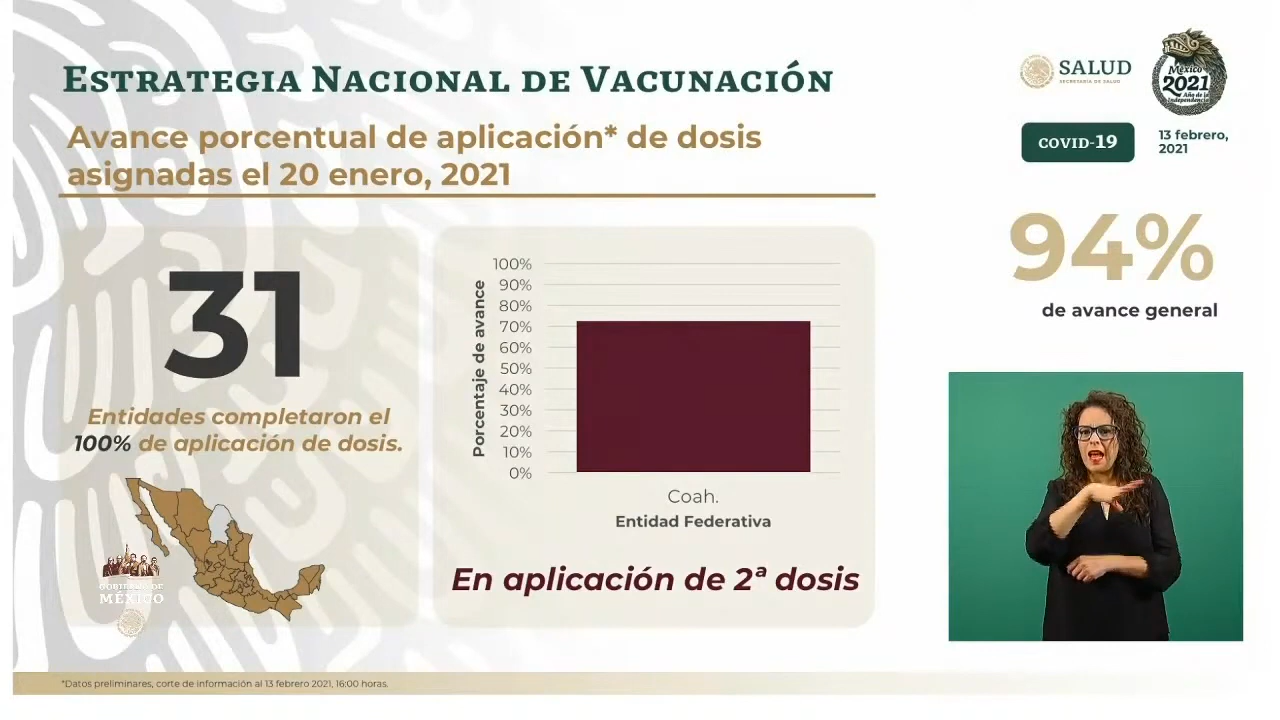 Estrategia Nacional de Vacunación
Avance porcentual de aplicación* de dosis
asignadas el 20 enero, 2021
SALUD
SECRETARÍA DE SALUD
México
2021
Año de la
Independencia
COVID-19
13 febrero,
2021
31
Entidades completaron el
100% de aplicación de dosis.
GOBIERNO DE
MÉXICO
Porcentaje de avance
100%
90%
80%
70%
60%
50%
40%
30%
20%
10%
0%
Coah.
Entidad Federativa
En aplicación de 2ª dosis
94%
de avance general
*Datos preliminares, corte de información al 13 febrero 2021, 16:00 horas.